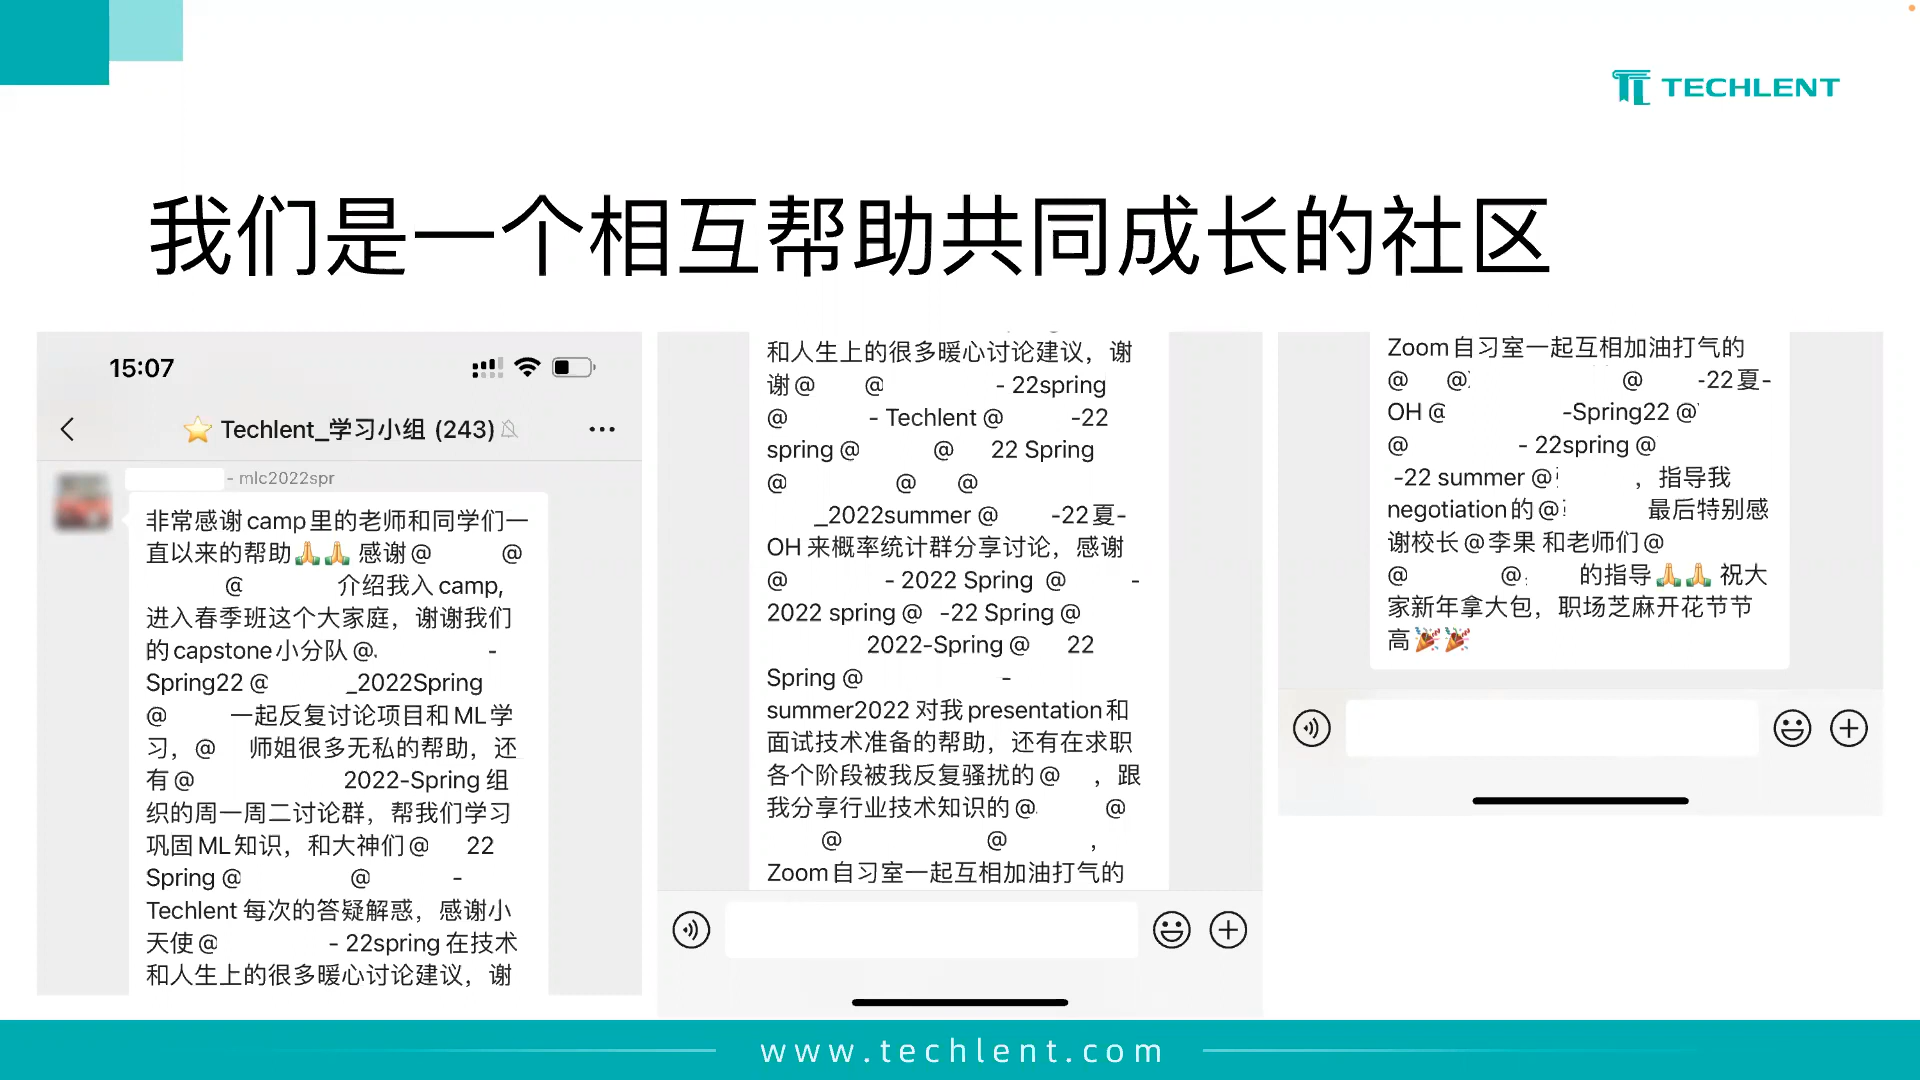 TECHLENT
我们是一个相互帮助共同成长的社区
15:07
Techlent_学习小组 (243)
- mlc2022spr
非常感谢camp里的老师和同学们一
直以来的帮助🙏🙏 感谢@ @
@ 介绍我入camp,
进入春季班这个大家庭，谢谢我们
的capstone小分队@ -
Spring22 @ _2022Spring
@ 一起反复讨论项目和ML学
习，@ 师姐很多无私的帮助，还
有@ 2022-Spring 组
织的周一周二讨论群，帮我们学习
巩固ML知识，和大神们@ 22
Spring @ @ -
Techlent 每次的答疑解惑，感谢小
天使@ - 22spring 在技术
和人生上的很多暖心讨论建议，谢
和人生上的很多暖心讨论建议，谢
谢@ @ - 22spring
@ - Techlent @ -22
spring @ @ 22 Spring
@ @ @
_2022summer @ -22夏-
OH 来概率统计群分享讨论，感谢
@ - 2022 Spring @ -
2022 spring @ -22 Spring @
2022-Spring @ 22
Spring @ -
summer2022 对我presentation和
面试技术准备的帮助，还有在求职
各个阶段被我反复骚扰的@ ，跟
我分享行业技术知识的@ @
@ @ ,
Zoom自习室一起互相加油打气的
Zoom自习室一起互相加油打气的
@ @ @ -22夏-
OH @ -Spring22 @
@ - 22spring @
-22 summer @ ，指导我
negotiation的@ 最后特别感
谢校长@李果 和老师们@
@ @ 的指导🙏🙏 祝大
家新年拿大包，职场芝麻开花节节
高🎉🎉
www.techlent.com